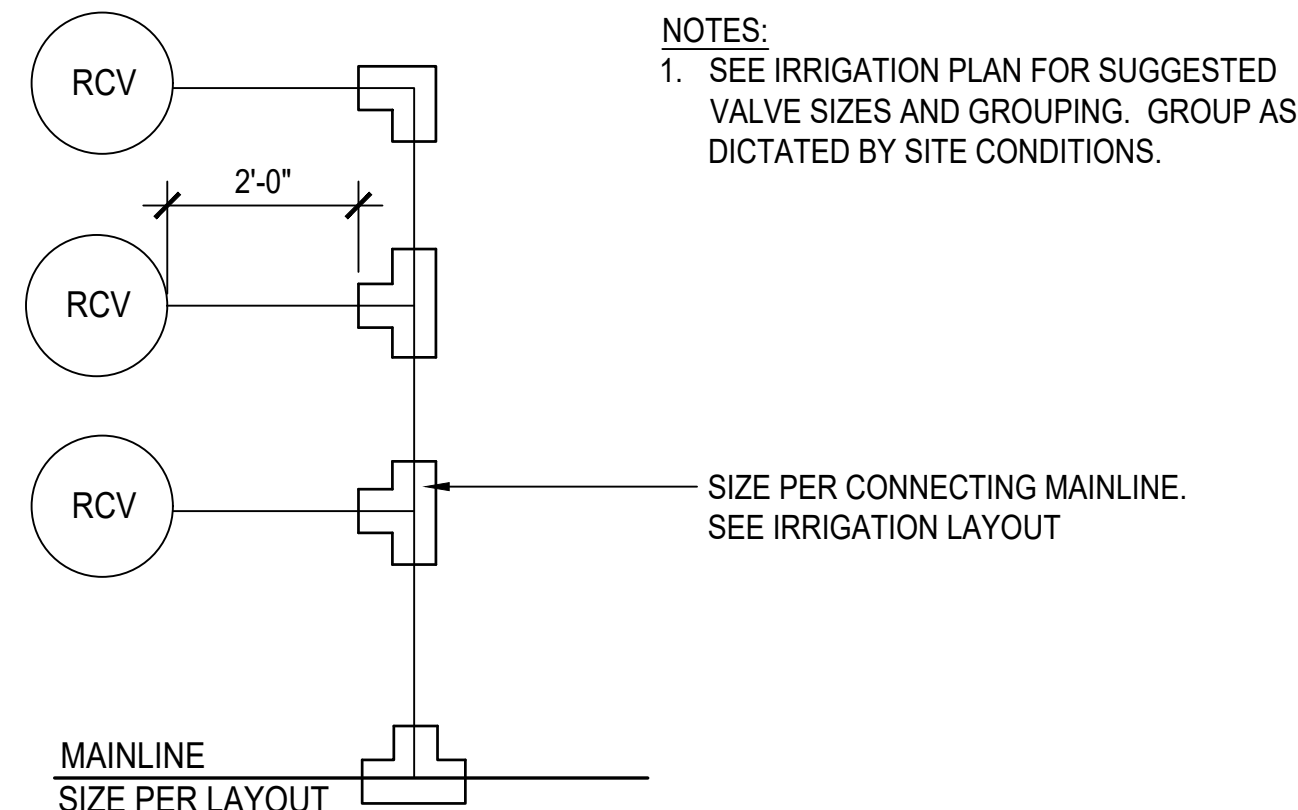 NOTES:
1. SEE IRRIGATION PLAN FOR SUGGESTED
VALVE SIZES AND GROUPING. GROUP AS
DICTATED BY SITE CONDITIONS.
RCV
2'-0"
RCV
RCV
SIZE PER CONNECTING MAINLINE.
SEE IRRIGATION LAYOUT
MAINLINE
SIZE PER LAYOUT